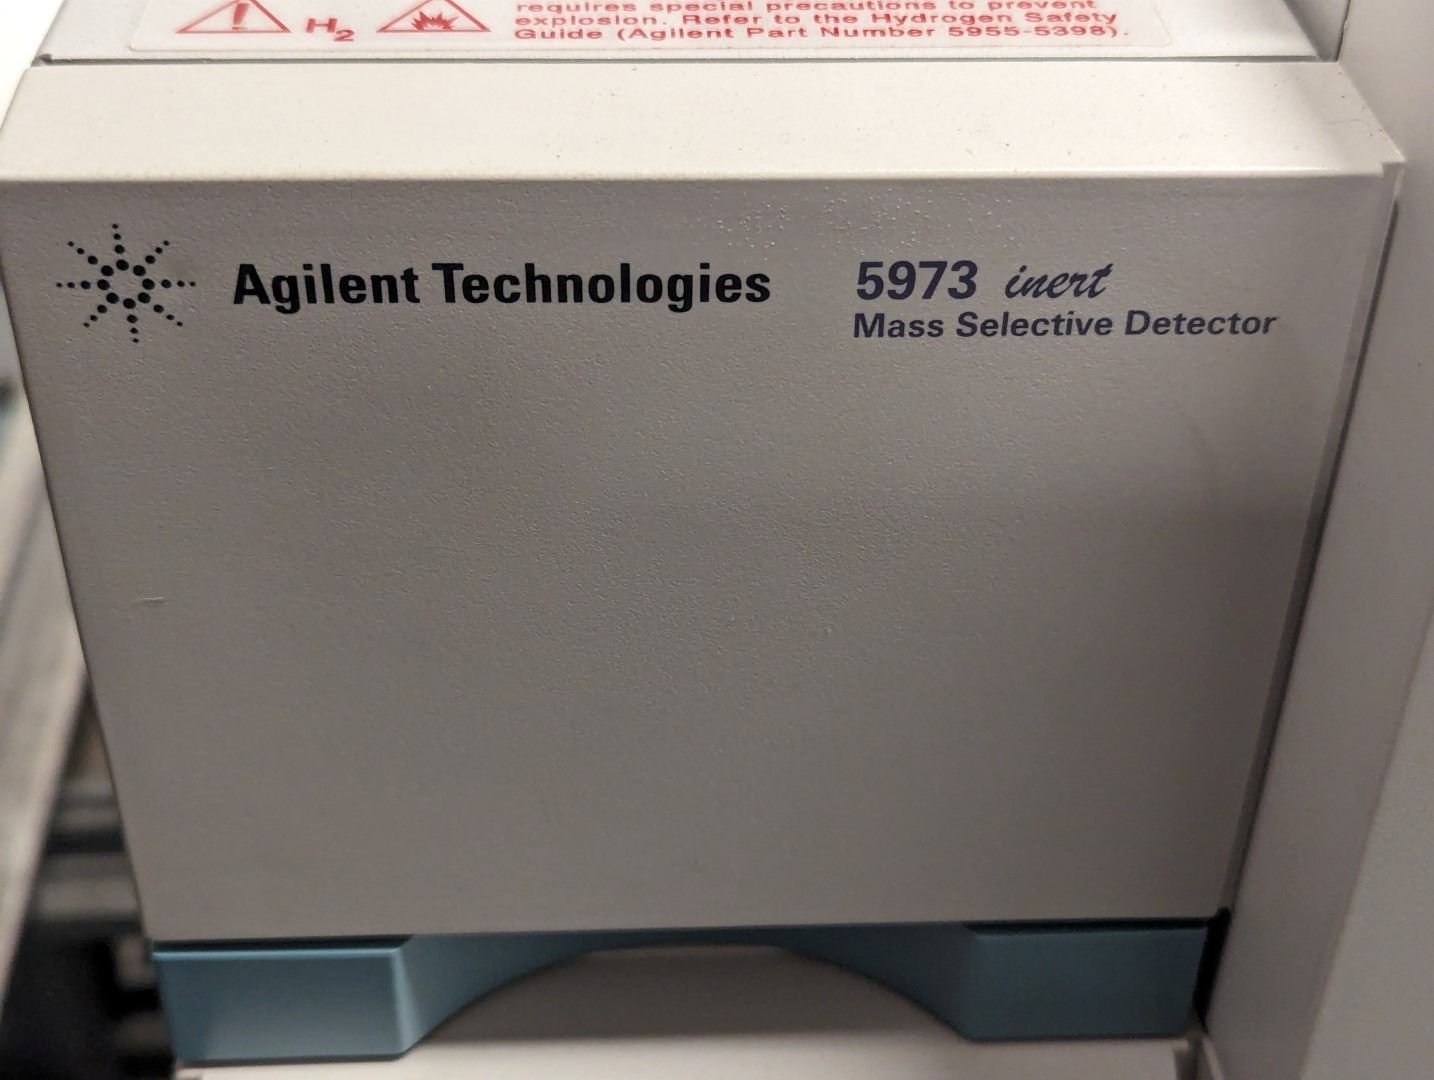 requires special precautions to prevent
H2
explosion. Refer to the Hydrogen Safety
Guide (Agilent Part Number 5955-5398).
Agilent Technologies
5973 inert
Mass Selective Detector